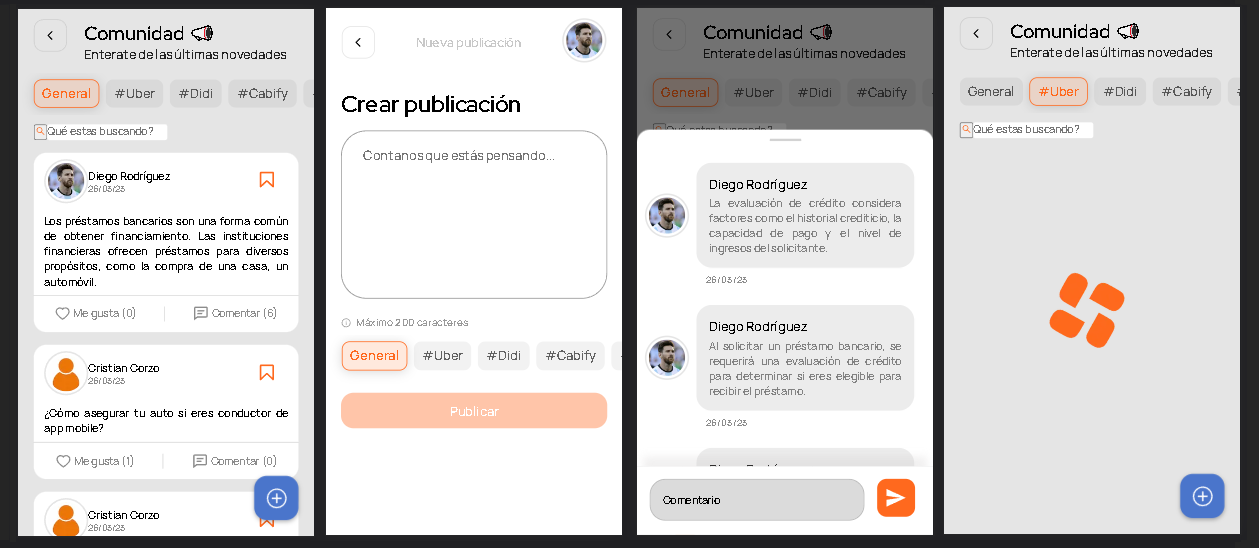 Comunidad
Enterate de las últimas novedades
General
#Uber
#Didi
#Cabify
Qué estas buscando?
Diego Rodríguez
26/03/23
Los préstamos bancarios son una forma común
de obtener financiamiento. Las instituciones
financieras ofrecen préstamos para diversos
propósitos, como la compra de una casa, un
automóvil.
Me gusta (0)
Comentar (6)
Cristian Corzo
26/03/23
¿Cómo asegurar tu auto si eres conductor de
app mobile?
Me gusta (1)
Comentar (0)
Cristian Corzo
26/03/23
Nueva publicación
Crear publicación
Contanos que estás pensando...
Máximo 200 caracteres
General
#Uber
#Didi
#Cabify
Publicar
Comunidad
Enterate de las últimas novedades
General
#Uber
#Didi
#Cabify
Qué estas buscando?
Diego Rodríguez
La evaluación de crédito considera
factores como el historial crediticio, la
capacidad de pago y el nivel de
ingresos del solicitante.
26/03/23
Diego Rodríguez
Al solicitar un préstamo bancario, se
requerirá una evaluación de crédito
para determinar si eres elegible para
recibir el préstamo.
26/03/23
Comentario
Comunidad
Enterate de las últimas novedades
General
#Uber
#Didi
#Cabify
Qué estas buscando?